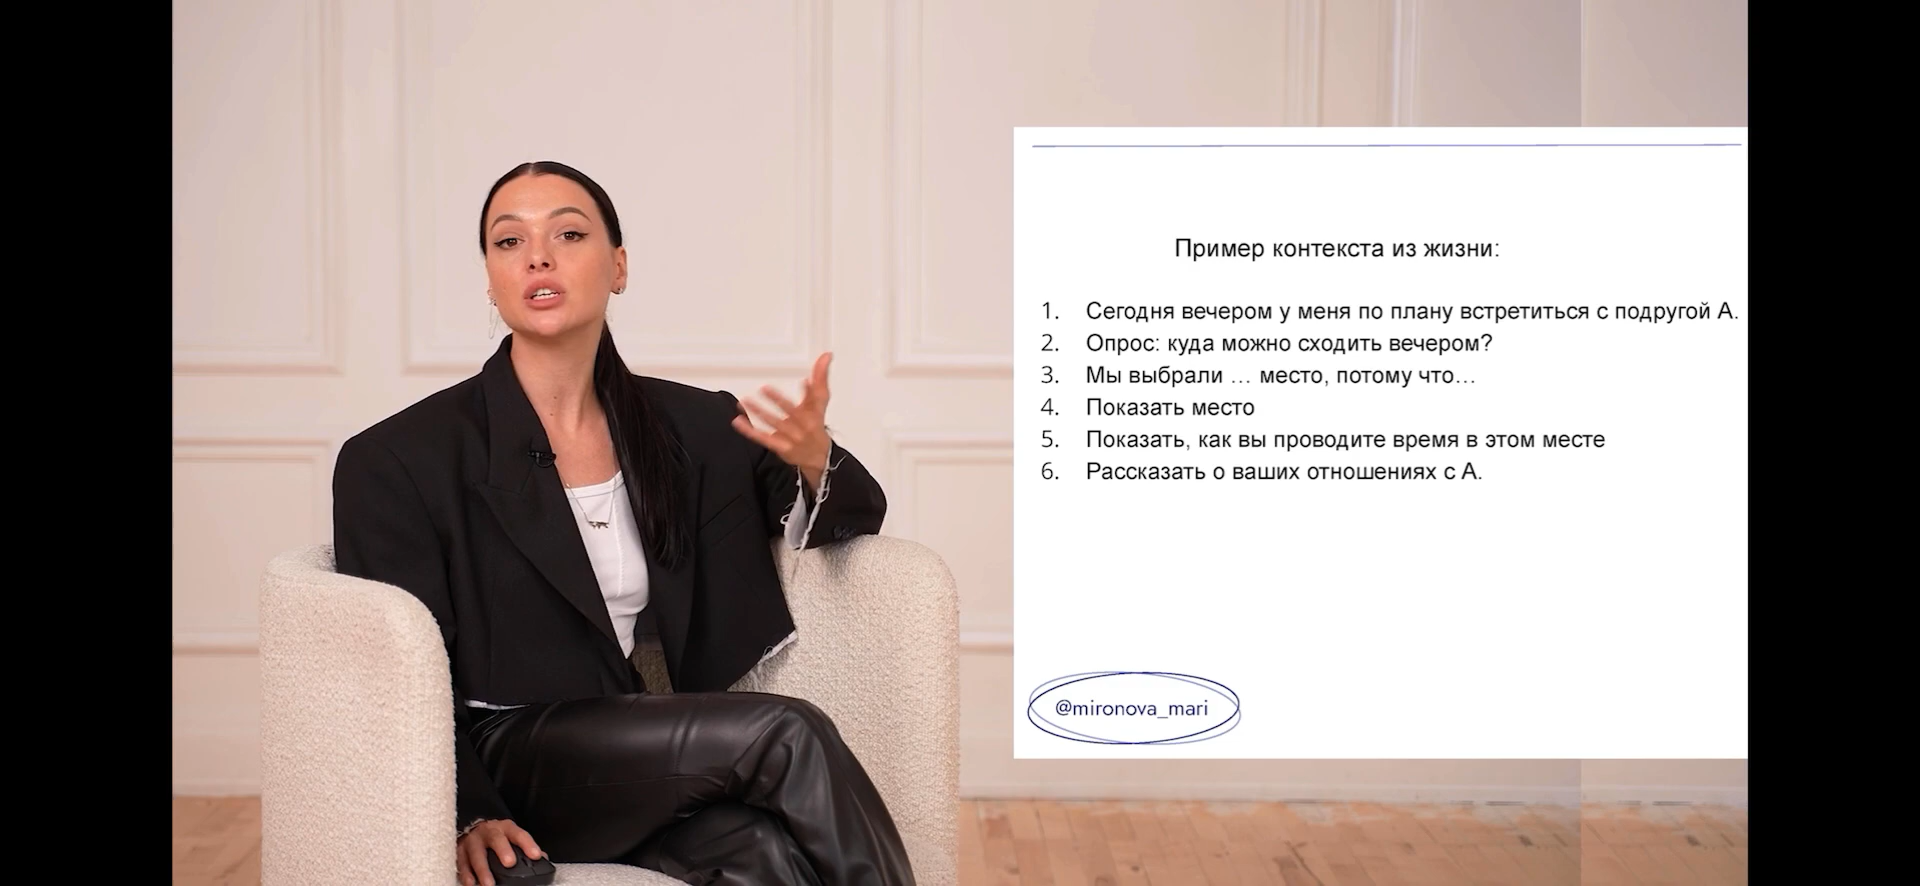 Пример контекста из жизни:
1. Сегодня вечером у меня по плану встретиться с подругой А.
2. Опрос: куда можно сходить вечером?
3. Мы выбрали … место, потому что…
4. Показать место
5. Показать, как вы проводите время в этом месте
6. Рассказать о ваших отношениях с А.
@mironova_mari